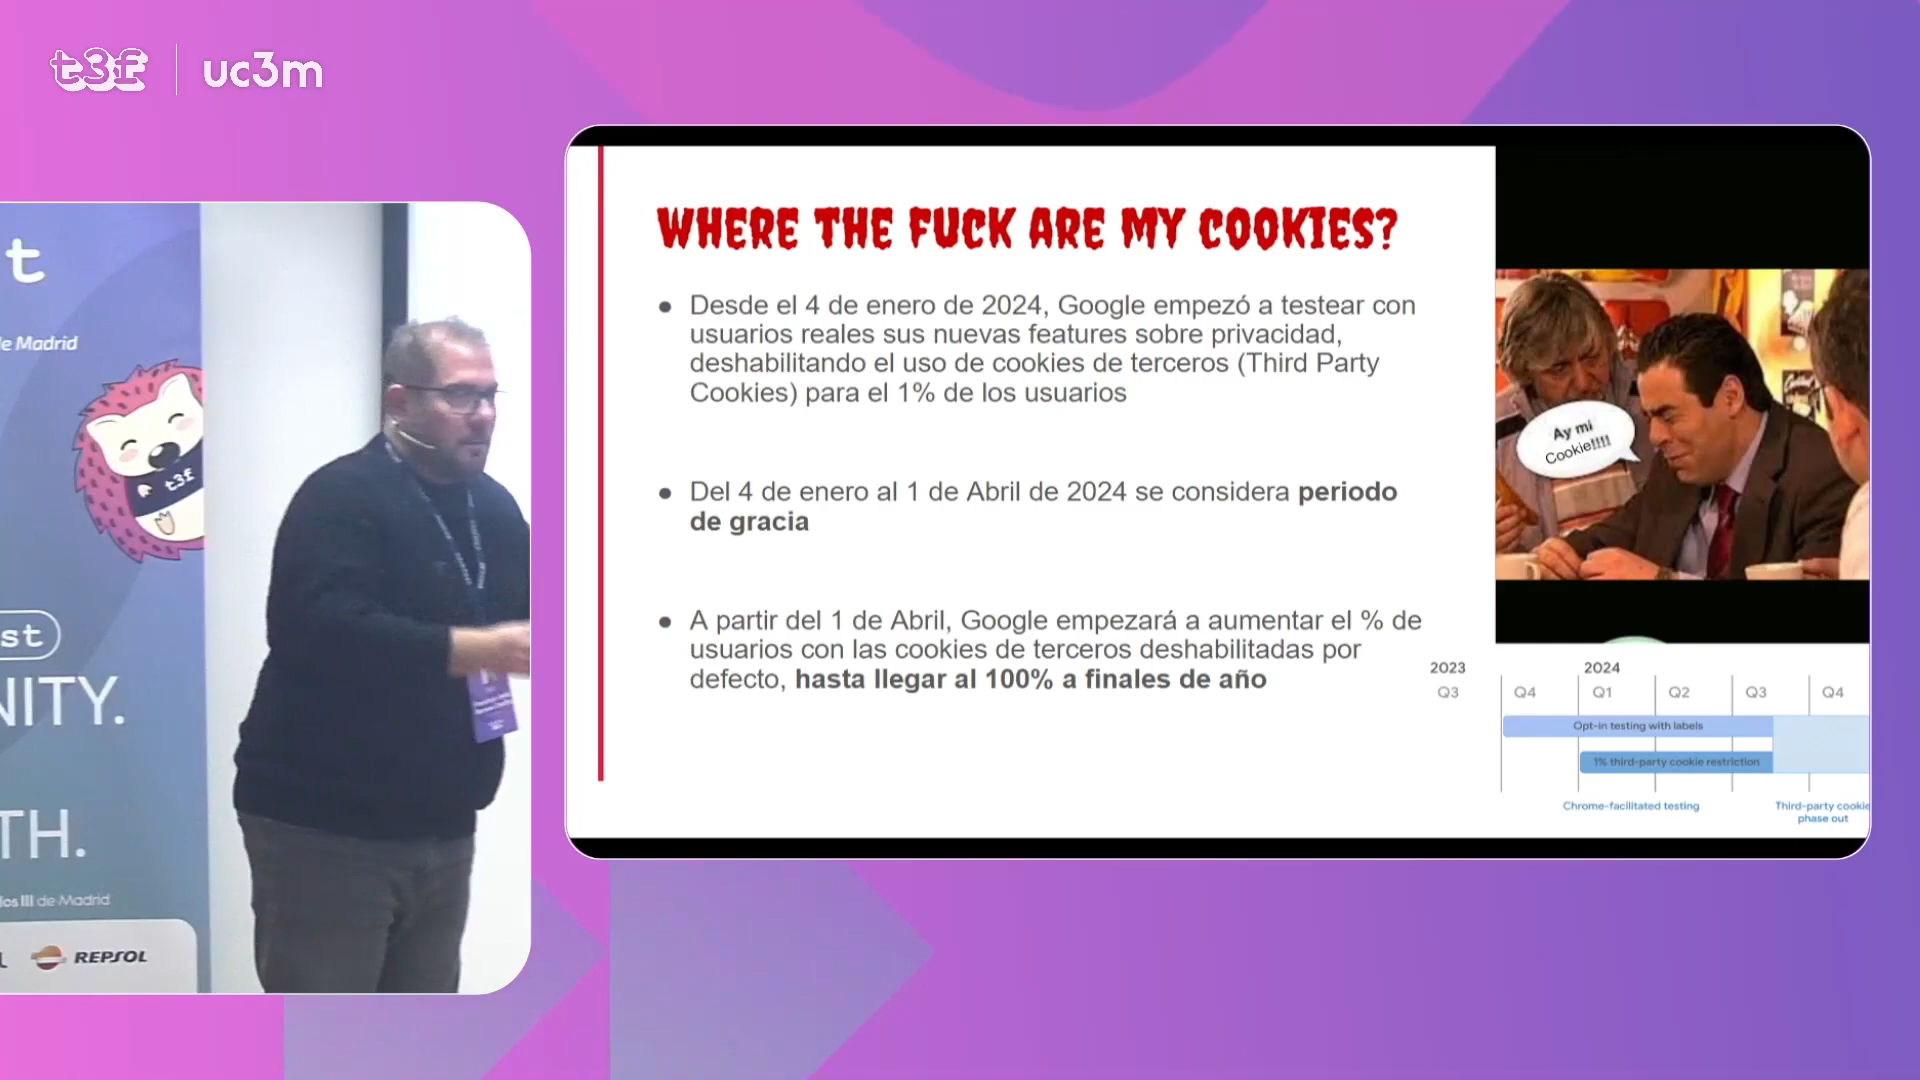 t3f uc3m
t
e Madrid
t3f
st
NITY.
TH.
los III de Madrid
REPSOL
WHERE THE FUCK ARE MY COOKIES?
● Desde el 4 de enero de 2024, Google empezó a testear con
usuarios reales sus nuevas features sobre privacidad,
deshabilitando el uso de cookies de terceros (Third Party
Cookies) para el 1% de los usuarios
● Del 4 de enero al 1 de Abril de 2024 se considera periodo
de gracia
● A partir del 1 de Abril, Google empezará a aumentar el % de
usuarios con las cookies de terceros deshabilitadas por
defecto, hasta llegar al 100% a finales de año
Ay mi
Cookie!!!!
2023 2024
Q3 Q4 Q1 Q2 Q3 Q4
Opt-in testing with labels
1% third-party cookie restriction
Chrome-facilitated testing
Third-party cookie
phase out